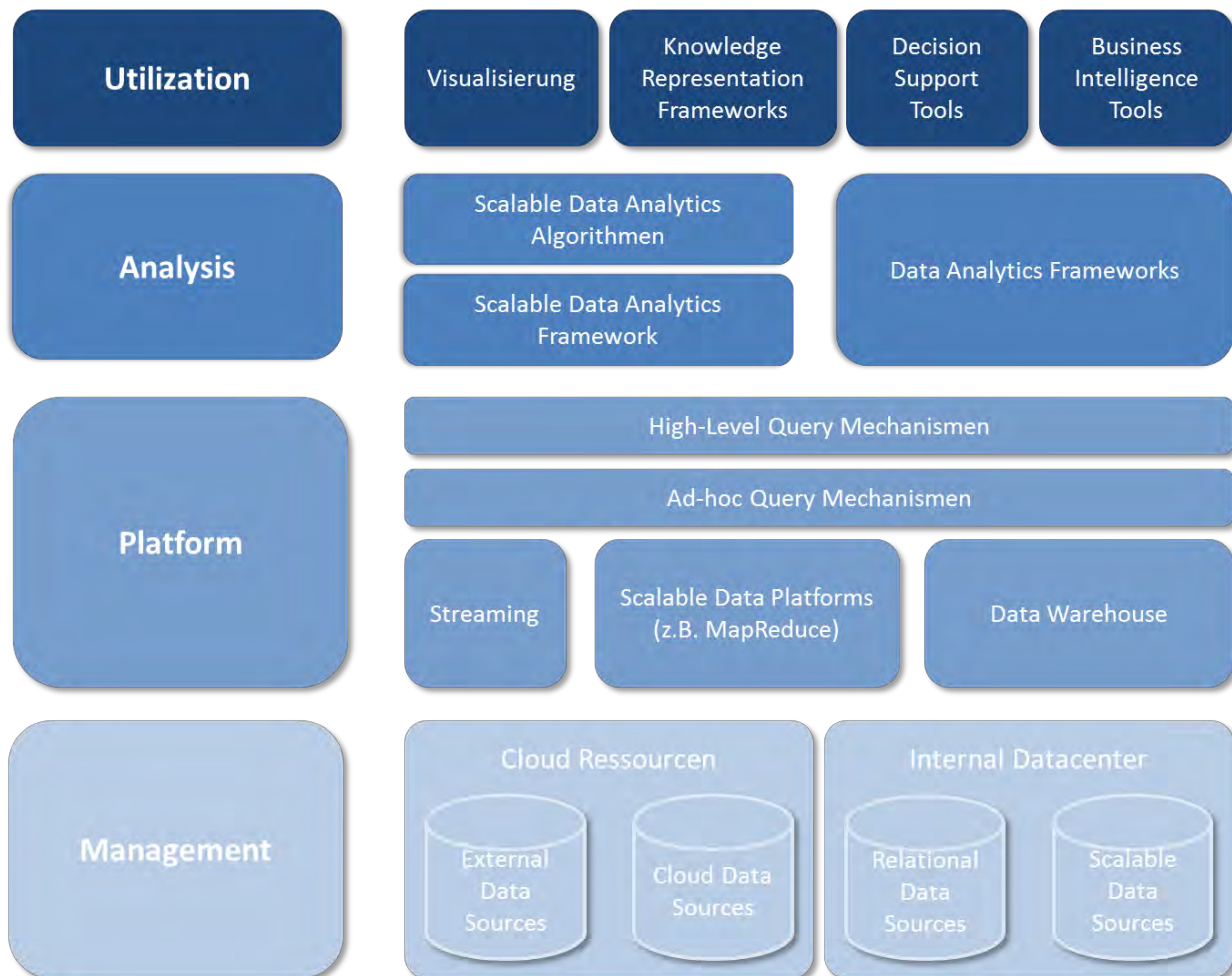 Utilization
Visualisierung
Knowledge
Representation
Frameworks
Decision
Support
Tools
Business
Intelligence
Tools
Analysis
Scalable Data Analytics
Algorithmen
Scalable Data Analytics
Framework
Data Analytics Frameworks
Platform
High-Level Query Mechanismen
Ad-hoc Query Mechanismen
Streaming
Scalable Data Platforms
(z.B. MapReduce)
Data Warehouse
Management
Cloud Ressourcen
External
Data
Sources
Cloud Data
Sources
Internal Datacenter
Relational
Data
Sources
Scalable
Data
Sources